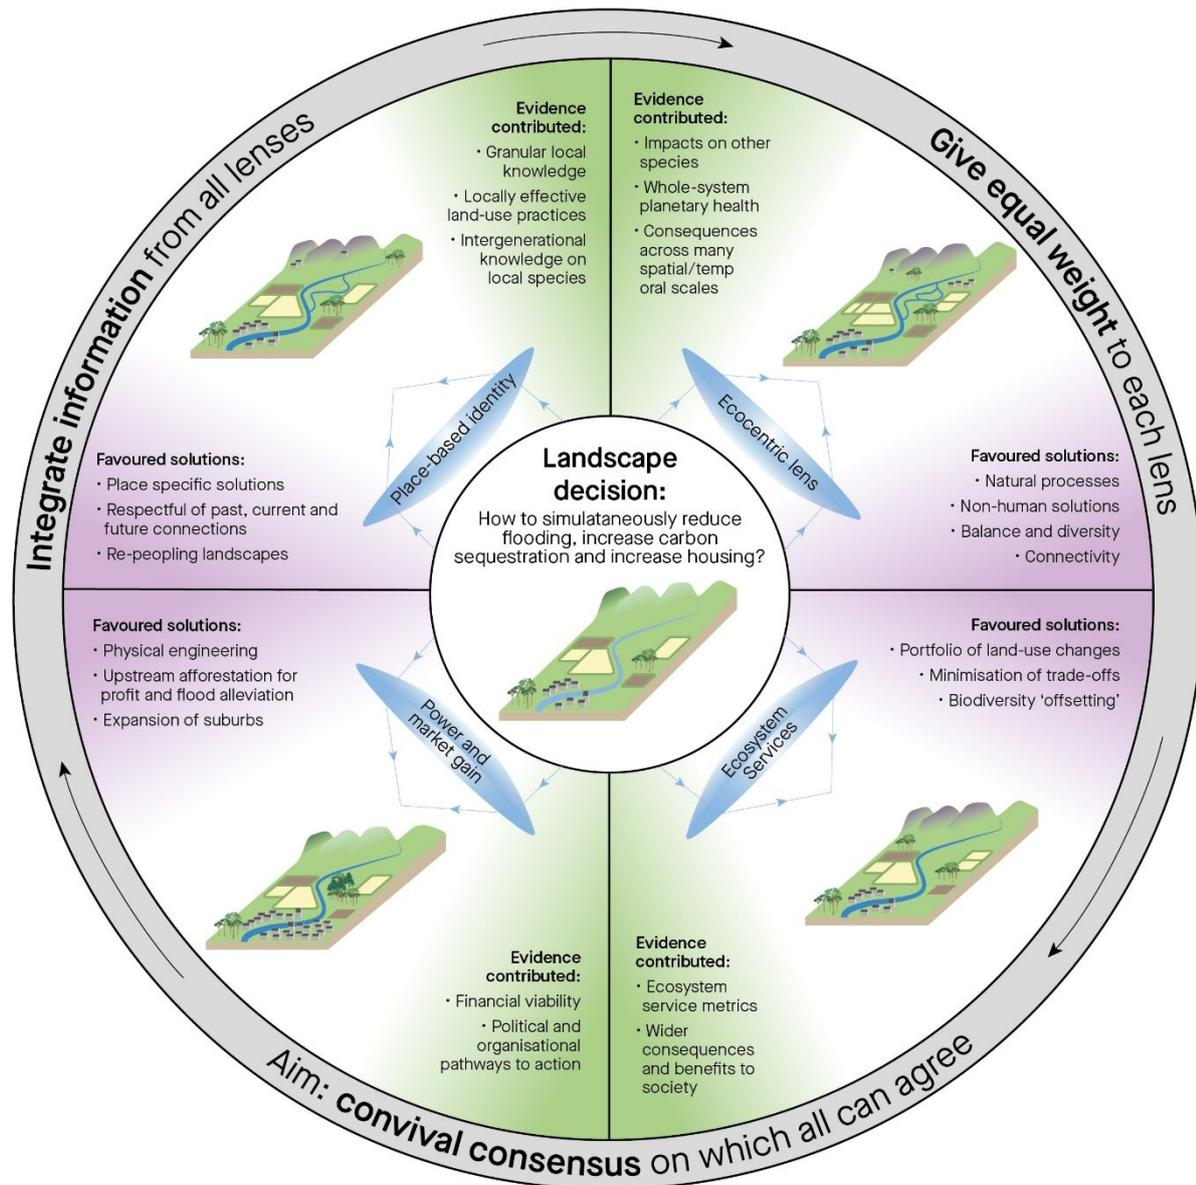 Integrate information from all lenses
Give equal weight to each lens
Aim: convival consensus on which all can agree
Evidence
contributed:
· Granular local
knowledge
· Locally effective
land-use practices
· Intergenerational
knowledge on
local species
Favoured solutions:
· Place specific solutions
· Respectful of past, current and
future connections
· Re-peopling landscapes
Place-based identity
Evidence
contributed:
· Impacts on other
species
· Whole-system
planetary health
· Consequences
across many
spatial/temp
oral scales
Favoured solutions:
· Natural processes
· Non-human solutions
· Balance and diversity
· Connectivity
Ecocentric lens
Landscape
decision:
How to simulataneously reduce
flooding, increase carbon
sequestration and increase housing?
Favoured solutions:
· Physical engineering
· Upstream afforestation for
profit and flood alleviation
· Expansion of suburbs
Power and
market gain
Evidence
contributed:
· Financial viability
· Political and
organisational
pathways to action
Favoured solutions:
· Portfolio of land-use changes
· Minimisation of trade-offs
· Biodiversity ‘offsetting’
Ecosystem
Services
Evidence
contributed:
· Ecosystem
service metrics
· Wider
consequences
and benefits to
society